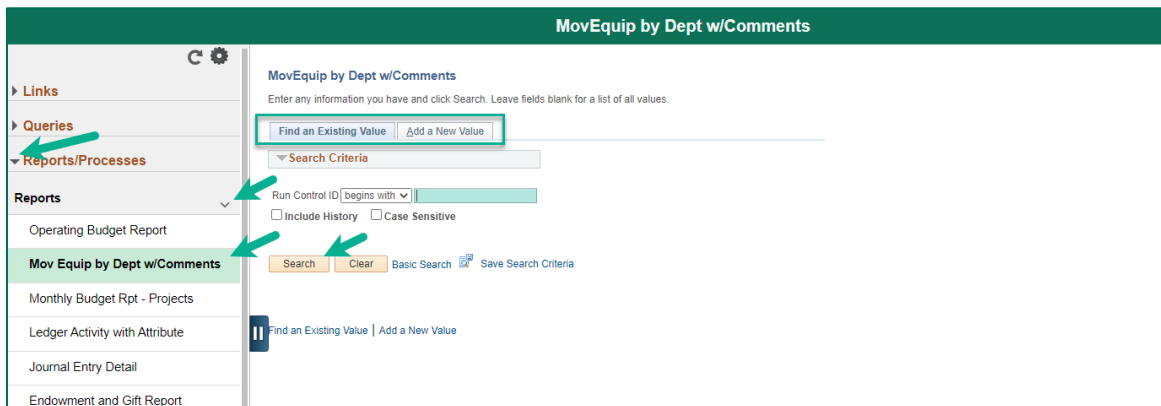 MovEquip by Dept w/Comments
Links
Queries
Reports/Processes
Reports
Operating Budget Report
Mov Equip by Dept w/Comments
Monthly Budget Rpt - Projects
Ledger Activity with Attribute
Journal Entry Detail
Endowment and Gift Report
MovEquip by Dept w/Comments
Enter any information you have and click Search. Leave fields blank for a list of all values.
Find an Existing Value Add a New Value
Search Criteria
Run Control ID begins with
Include History Case Sensitive
Search Clear Basic Search Save Search Criteria
Find an Existing Value | Add a New Value